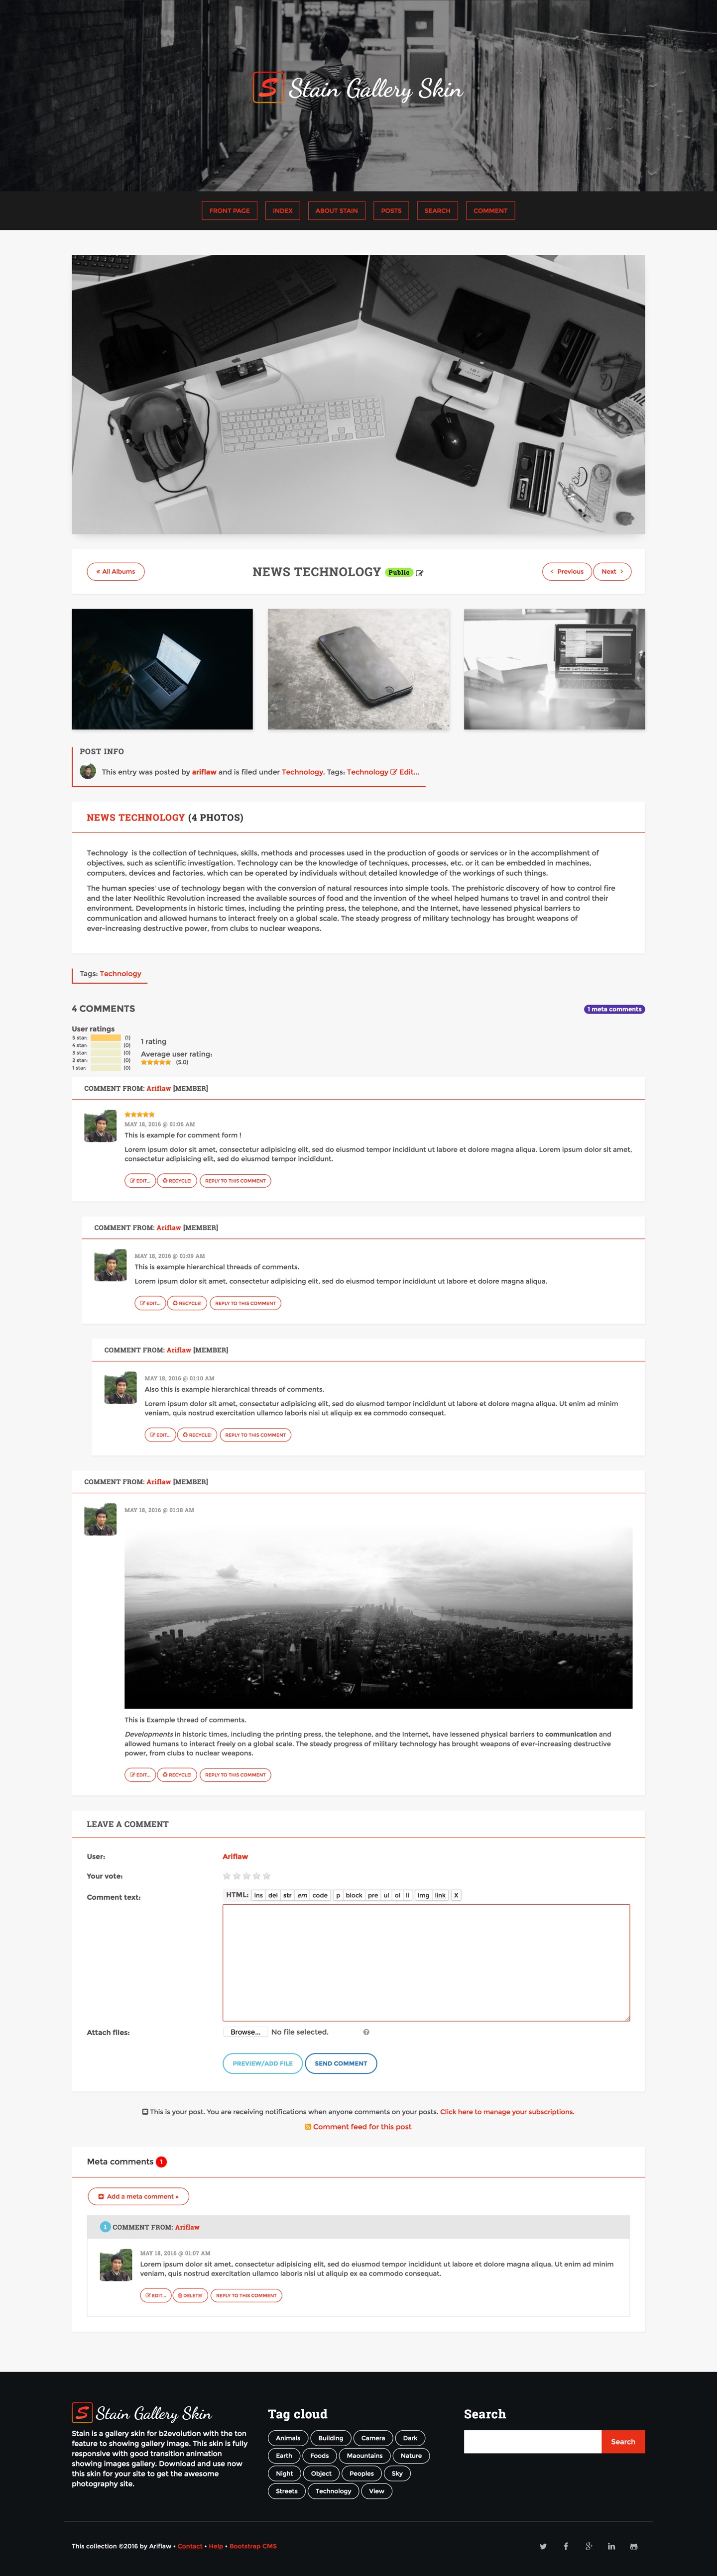 S Stain Gallery Skin
FRONT PAGE INDEX ABOUT STAIN POSTS SEARCH COMMENT
« All Albums NEWS TECHNOLOGY Public Previous Next
POST INFO
This entry was posted by ariflaw and is filed under Technology. Tags: Technology Edit...
NEWS TECHNOLOGY (4 PHOTOS)
Technology is the collection of techniques, skills, methods and processes used in the production of goods or services or in the accomplishment of
objectives, such as scientific investigation. Technology can be the knowledge of techniques, processes, etc. or it can be embedded in machines,
computers, devices and factories, which can be operated by individuals without detailed knowledge of the workings of such things.
The human species' use of technology began with the conversion of natural resources into simple tools. The prehistoric discovery of how to control fire
and the later Neolithic Revolution increased the available sources of food and the invention of the wheel helped humans to travel in and control their
environment. Developments in historic times, including the printing press, the telephone, and the Internet, have lessened physical barriers to
communication and allowed humans to interact freely on a global scale. The steady progress of military technology has brought weapons of
ever-increasing destructive power, from clubs to nuclear weapons.
Tags: Technology
4 COMMENTS 1 meta comments
User ratings
5 star: (1)
4 star: (0)
3 star: (0)
2 star: (0)
1 star: (0)
1 rating
Average user rating:
(5.0)
COMMENT FROM: Ariflaw [MEMBER]
MAY 18, 2016 @ 01:06 AM
This is example for comment form !
Lorem ipsum dolor sit amet, consectetur adipisicing elit, sed do eiusmod tempor incididunt ut labore et dolore magna aliqua. Lorem ipsum dolor sit amet,
consectetur adipisicing elit, sed do eiusmod tempor incididunt.
EDIT... RECYCLE! REPLY TO THIS COMMENT
COMMENT FROM: Ariflaw [MEMBER]
MAY 18, 2016 @ 01:09 AM
This is example hierarchical threads of comments.
Lorem ipsum dolor sit amet, consectetur adipisicing elit, sed do eiusmod tempor incididunt ut labore et dolore magna aliqua.
EDIT... RECYCLE! REPLY TO THIS COMMENT
COMMENT FROM: Ariflaw [MEMBER]
MAY 18, 2016 @ 01:10 AM
Also this is example hierarchical threads of comments.
Lorem ipsum dolor sit amet, consectetur adipisicing elit, sed do eiusmod tempor incididunt ut labore et dolore magna aliqua. Ut enim ad minim
veniam, quis nostrud exercitation ullamco laboris nisi ut aliquip ex ea commodo consequat.
EDIT... RECYCLE! REPLY TO THIS COMMENT
COMMENT FROM: Ariflaw [MEMBER]
MAY 18, 2016 @ 01:18 AM
This is Example thread of comments.
Developments in historic times, including the printing press, the telephone, and the Internet, have lessened physical barriers to communication and
allowed humans to interact freely on a global scale. The steady progress of military technology has brought weapons of ever-increasing destructive
power, from clubs to nuclear weapons.
EDIT... RECYCLE! REPLY TO THIS COMMENT
LEAVE A COMMENT
User: Ariflaw
Your vote:
Comment text: HTML: ins del str em code p block pre ul ol li img link X
Attach files: Browse... No file selected.
PREVIEW/ADD FILE SEND COMMENT
This is your post. You are receiving notifications when anyone comments on your posts. Click here to manage your subscriptions.
Comment feed for this post
Meta comments 1
Add a meta comment »
1 COMMENT FROM: Ariflaw
MAY 18, 2016 @ 01:07 AM
Lorem ipsum dolor sit amet, consectetur adipisicing elit, sed do eiusmod tempor incididunt ut labore et dolore magna aliqua. Ut enim ad minim
veniam, quis nostrud exercitation ullamco laboris nisi ut aliquip ex ea commodo consequat.
EDIT... DELETE! REPLY TO THIS COMMENT
S Stain Gallery Skin
Stain is a gallery skin for b2evolution with the ton
feature to showing gallery image. This skin is fully
responsive with good transition animation
showing images gallery. Download and use now
this skin for your site to get the awesome
photography site.
Tag cloud
Animals Building Camera Dark
Earth Foods Maountains Nature
Night Object Peoples Sky
Streets Technology View
Search
Search
This collection ©2016 by Ariflaw • Contact • Help • Bootstrap CMS